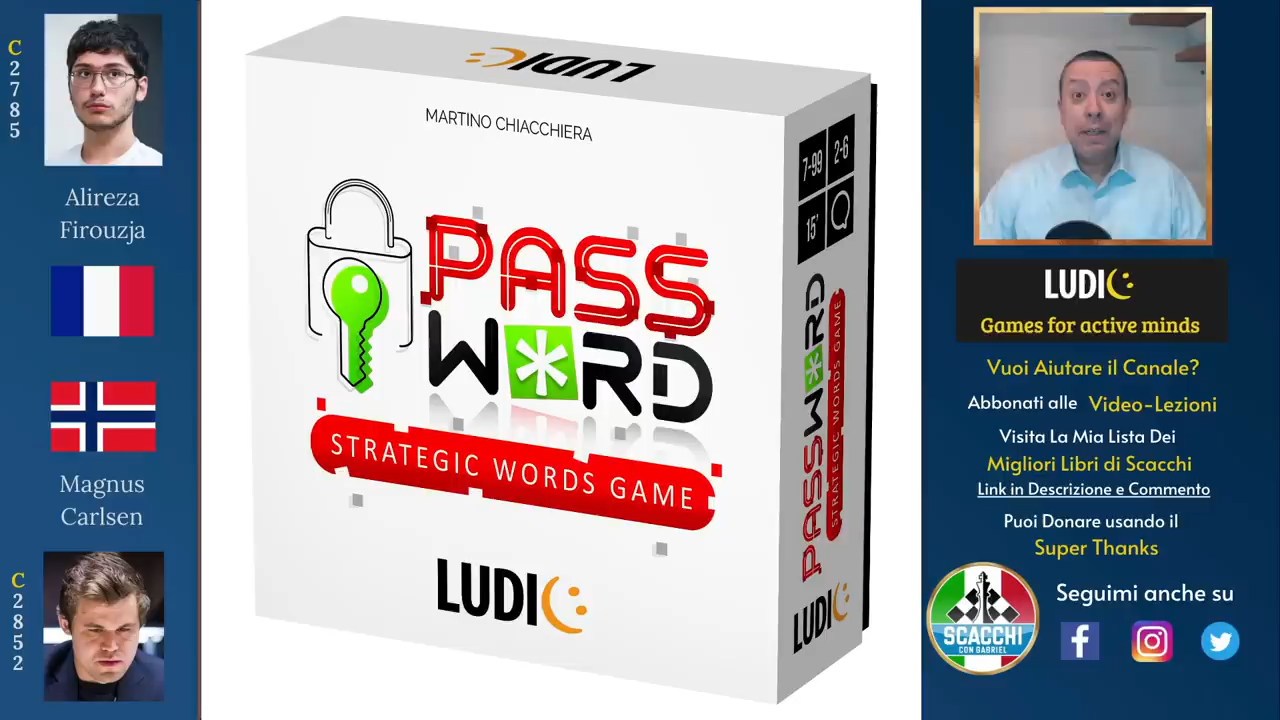 C
2
7
8
5
Alireza
Firouzja
Magnus
Carlsen
C
2
8
5
2
LUDIC
MARTINO CHIACCHIERA
PASS
W*RD
STRATEGIC WORDS GAME
LUDIC
7-99
2-6
15'
PASSW*RD
STRATEGIC WORDS GAME
LUDIC
LUDIC
Games for active minds
Vuoi Aiutare il Canale?
Abbonati alle Video-Lezioni
Visita La Mia Lista Dei
Migliori Libri di Scacchi
Link in Descrizione e Commento
Puoi Donare usando il
Super Thanks
SCACCHI
CON GABRIEL
Seguimi anche su